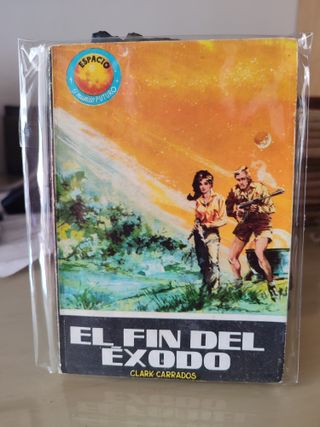 ESPACIO
El mundo FUTURO
EL FIN DEL
ÉXODO
CLARK CARRADOS